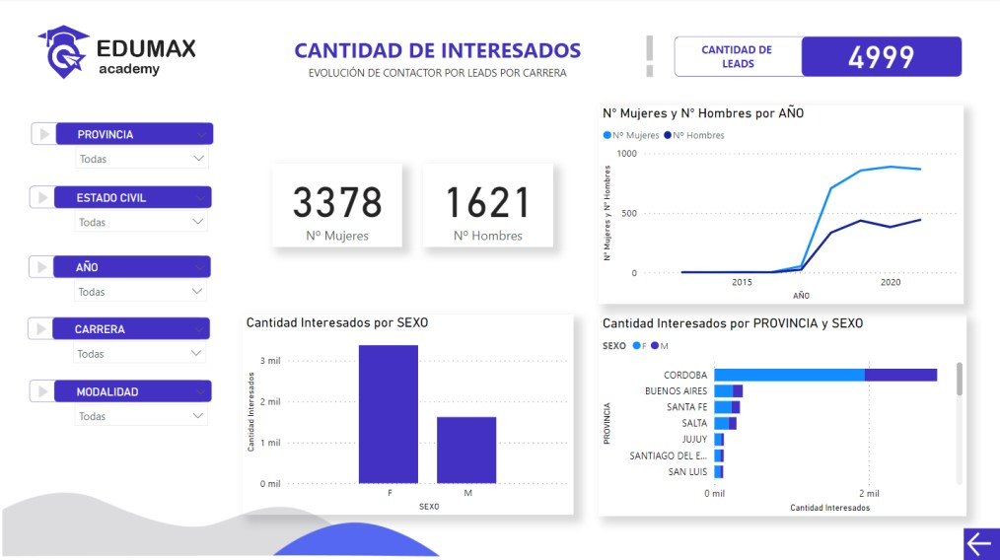 EDUMAX
academy
CANTIDAD DE INTERESADOS
EVOLUCIÓN DE CONTACTOR POR LEADS POR CARRERA
CANTIDAD DE
LEADS
4999
PROVINCIA
Todas
ESTADO CIVIL
Todas
AÑO
Todas
CARRERA
Todas
MODALIDAD
Todas
3378
Nº Mujeres
1621
Nº Hombres
Nº Mujeres y Nº Hombres por AÑO
Nº Mujeres Nº Hombres
Nº Mujeres y Nº Hombres
1000
500
0
2015 2020
AÑO
Cantidad Interesados por SEXO
Cantidad Interesados
3 mil
2 mil
1 mil
0 mil
F M
SEXO
Cantidad Interesados por PROVINCIA y SEXO
SEXO F M
PROVINCIA
CORDOBA
BUENOS AIRES
SANTA FE
SALTA
JUJUY
SANTIAGO DEL E...
SAN LUIS
0 mil 2 mil
Cantidad Interesados